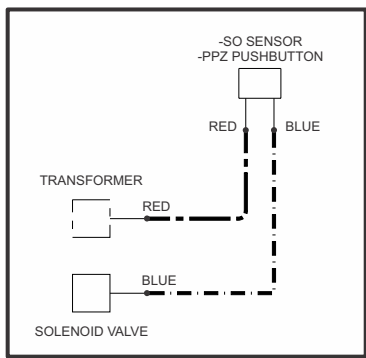 -SO SENSOR
-PPZ PUSHBUTTON
RED
BLUE
TRANSFORMER
RED
BLUE
SOLENOID VALVE